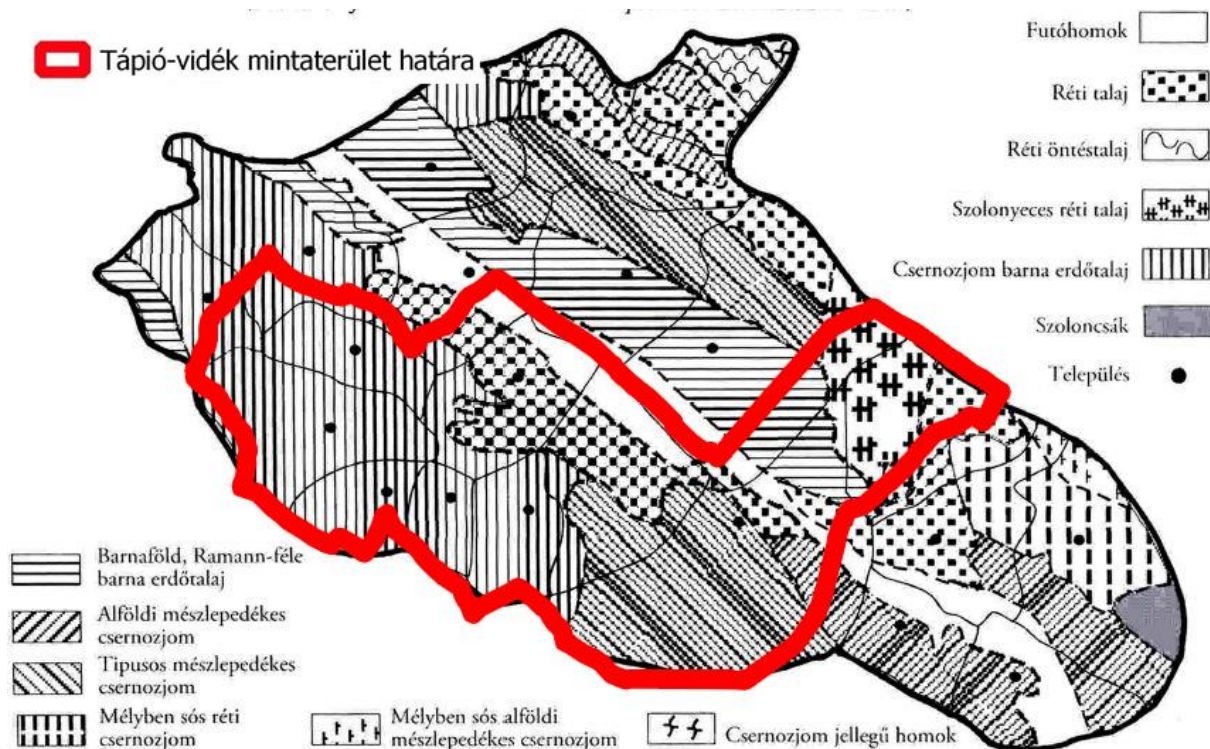 Tápió-vidék mintaterület határa
Futóhomok
Réti talaj
Réti öntéstalaj
Szolonyeces réti talaj
Csernozjom barna erdőtalaj
Szoloncsák
Település
Barnaföld, Ramann-féle
barna erdőtalaj
Alföldi mészlepedékes
csernozjom
Tipusos mészlepedékes
csernozjom
Mélyben sós réti
csernozjom
Mélyben sós alföldi
mészlepedékes csernozjom
Csernozjom jellegű homok